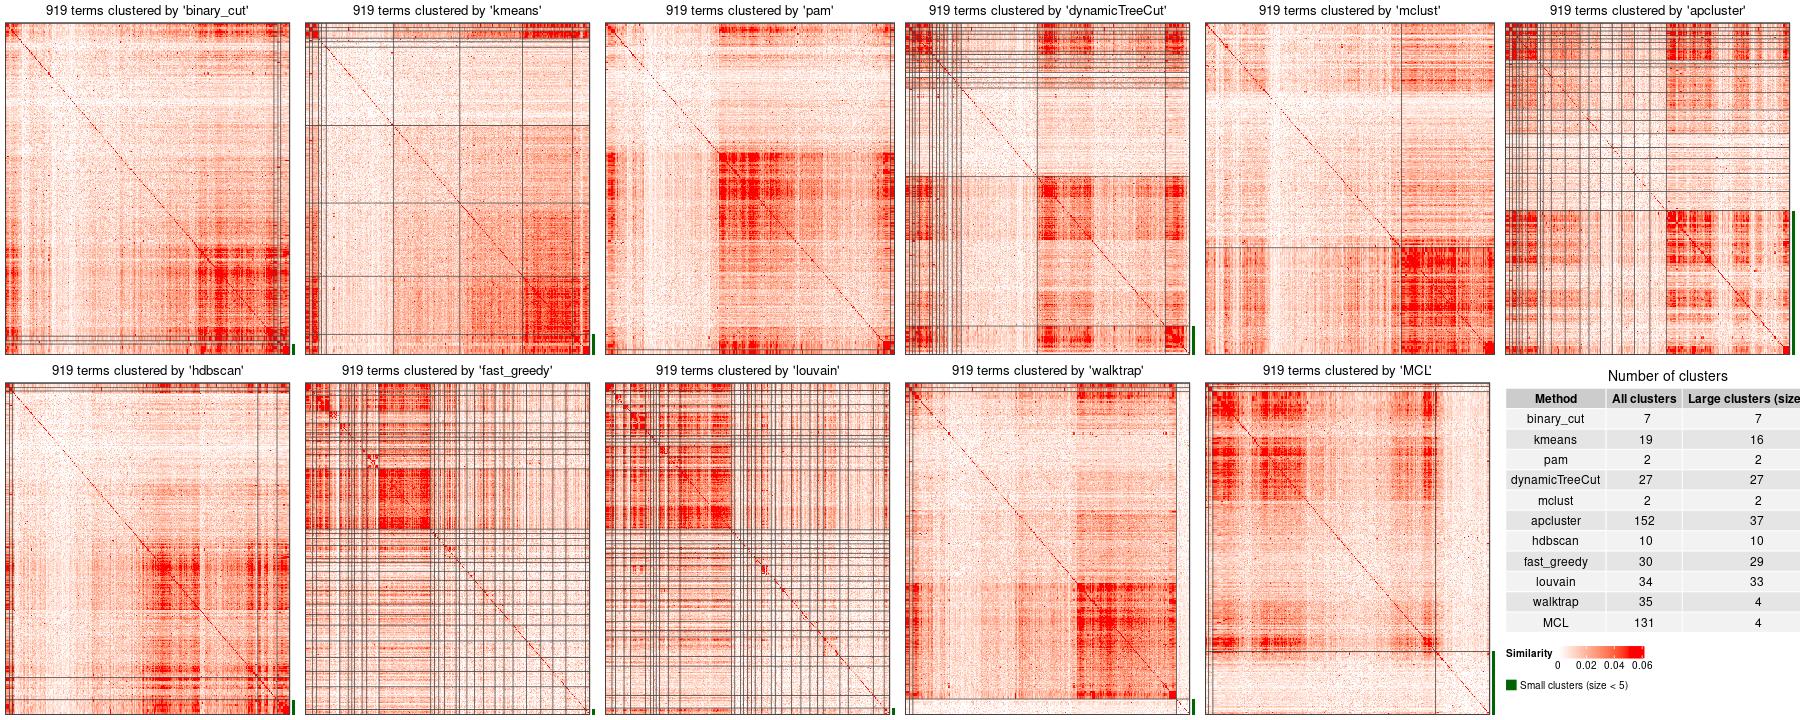 919 terms clustered by 'binary_cut'
919 terms clustered by 'kmeans'
919 terms clustered by 'pam'
919 terms clustered by 'dynamicTreeCut'
919 terms clustered by 'mclust'
919 terms clustered by 'apcluster'
919 terms clustered by 'hdbscan'
919 terms clustered by 'fast_greedy'
919 terms clustered by 'louvain'
919 terms clustered by 'walktrap'
919 terms clustered by 'MCL'
Number of clusters
Method All clusters Large clusters (size
binary_cut 7 7
kmeans 19 16
pam 2 2
dynamicTreeCut 27 27
mclust 2 2
apcluster 152 37
hdbscan 10 10
fast_greedy 30 29
louvain 34 33
walktrap 35 4
MCL 131 4
Similarity
0 0.02 0.04 0.06
Small clusters (size < 5)